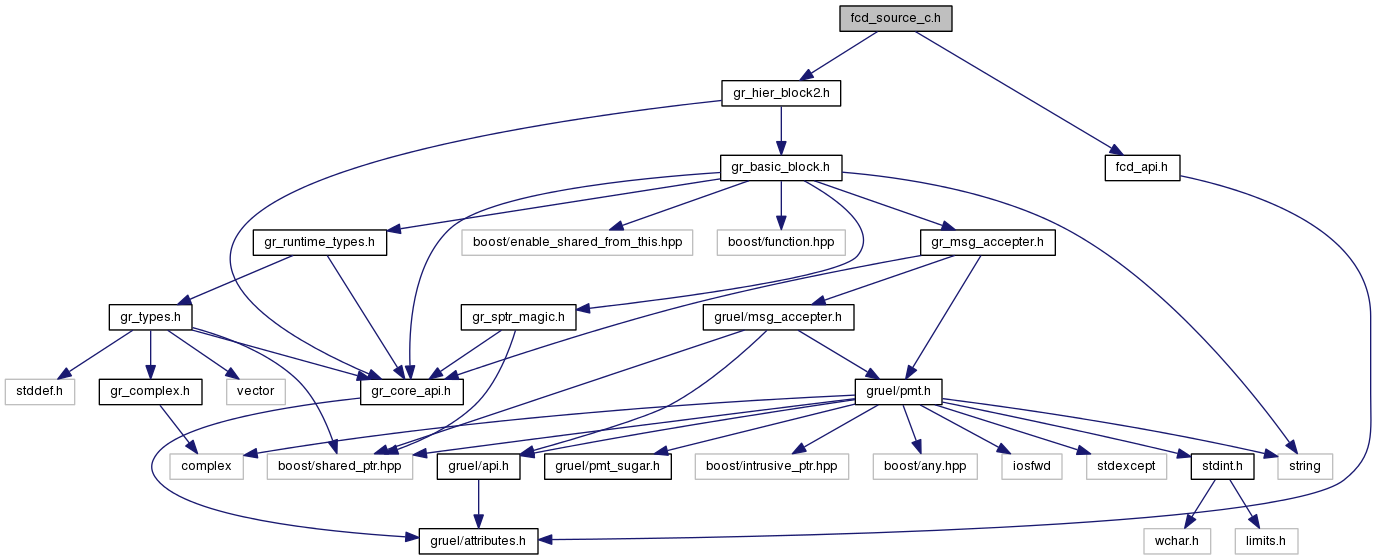 fcd_source_c.h
gr_hier_block2.h
gr_basic_block.h
fcd_api.h
gr_runtime_types.h
boost/enable_shared_from_this.hpp
boost/function.hpp
gr_msg_accepter.h
gr_types.h
gr_sptr_magic.h
gruel/msg_accepter.h
stddef.h
gr_complex.h
vector
gr_core_api.h
gruel/pmt.h
complex
boost/shared_ptr.hpp
gruel/api.h
gruel/pmt_sugar.h
boost/intrusive_ptr.hpp
boost/any.hpp
iosfwd
stdexcept
stdint.h
string
gruel/attributes.h
wchar.h
limits.h